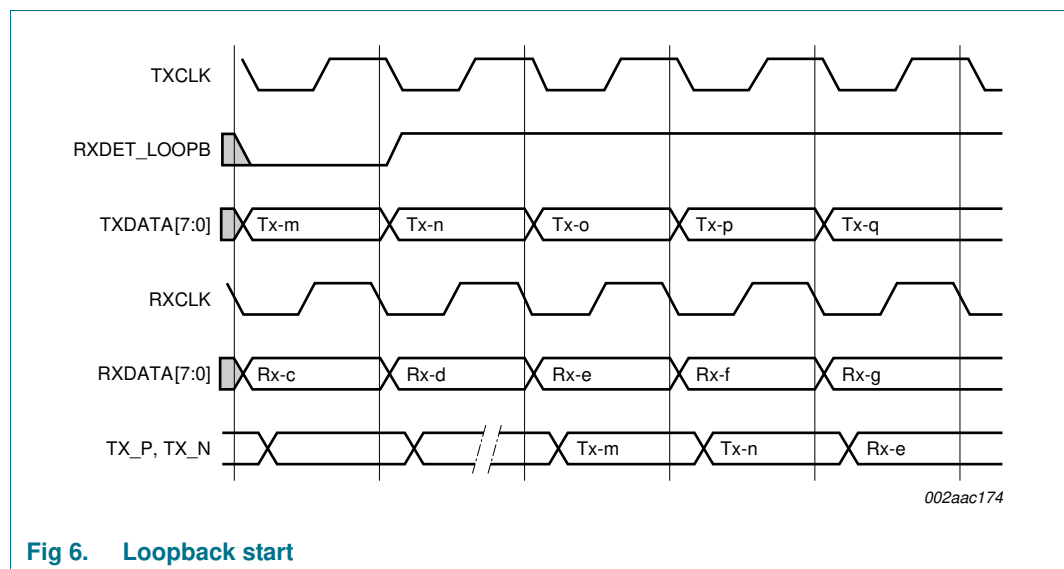 TXCLK
RXDET_LOOPB
TXDATA[7:0] Tx-m Tx-n Tx-o Tx-p Tx-q
RXCLK
RXDATA[7:0] Rx-c Rx-d Rx-e Rx-f Rx-g
TX_P, TX_N Tx-m Tx-n Rx-e
002aac174
Fig 6. Loopback start